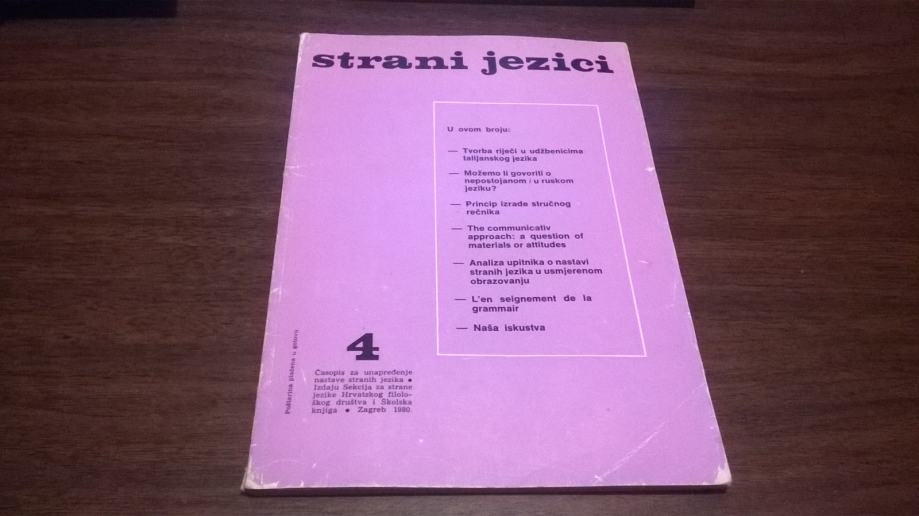 strani jezici
U ovom broju:
— Tvorba riječi u udžbenicima
talijanskog jezika
— Možemo li govoriti o
nepostojanom i u ruskom
jeziku?
— Princip izrade stručnog
rečnika
— The communicativ
approach: a question of
materials or attitudes
— Analiza upitnika o nastavi
stranih jezika u usmjerenom
obrazovanju
— L'en seignement de la
grammair
— Naša iskustva
4
Časopis za unapređenje
nastave stranih jezika •
Izdaju Sekcija za strane
jezike Hrvatskog filolo-
škog društva i Školska
knjiga • Zagreb 1980.
Poštarina plaćena u gotovu